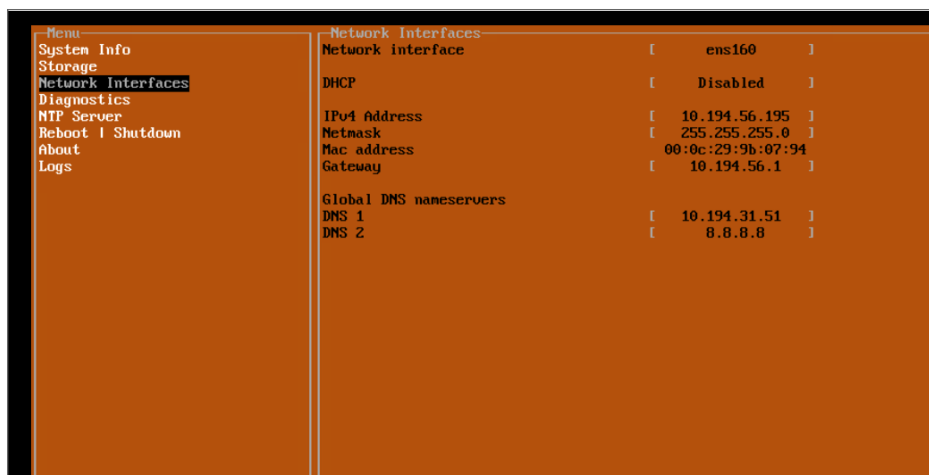 Menu
System Info
Storage
Network Interfaces
Diagnostics
NTP Server
Reboot | Shutdown
About
Logs
Network Interfaces
Network interface [ ens160 ]
DHCP [ Disabled ]
IPv4 Address [ 10.194.56.195 ]
Netmask [ 255.255.255.0 ]
Mac address 00:0c:29:9b:07:94
Gateway [ 10.194.56.1 ]
Global DNS nameservers
DNS 1 [ 10.194.31.51 ]
DNS 2 [ 8.8.8.8 ]